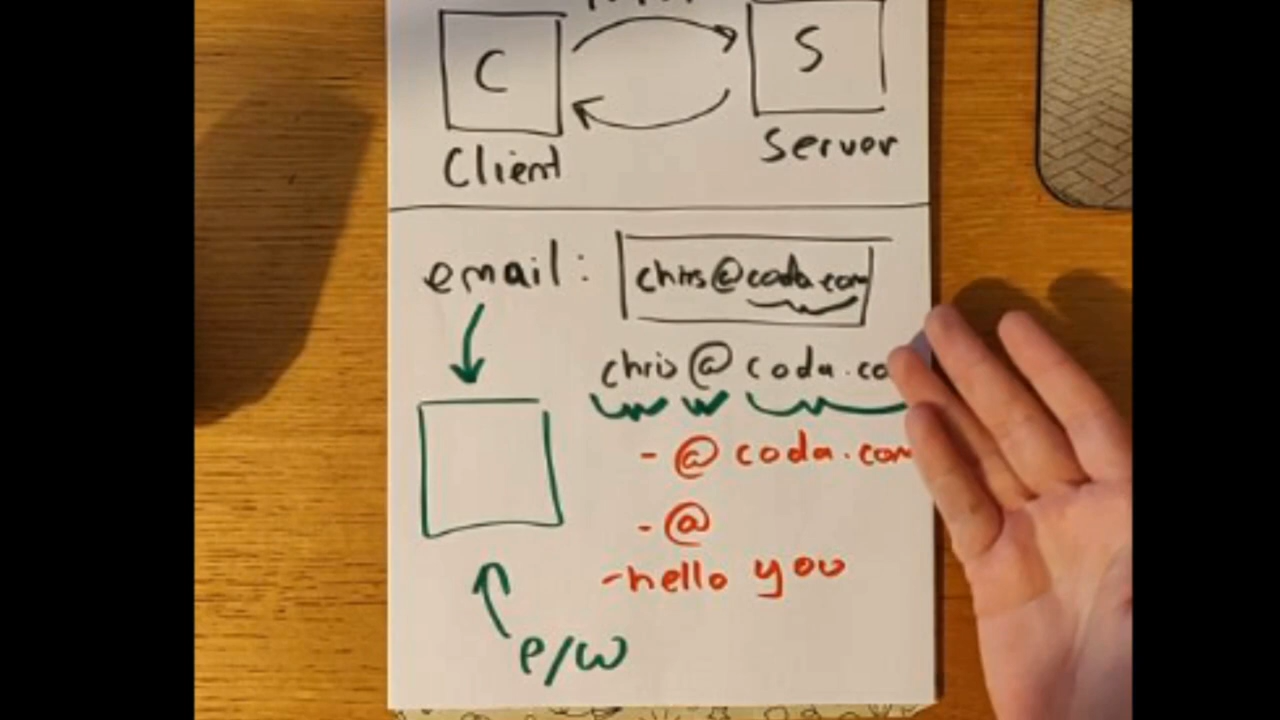 C
S
Client
Server
email:
chris@coda.com
chris@coda.co
- @coda.com
- @
- hello you
P/W